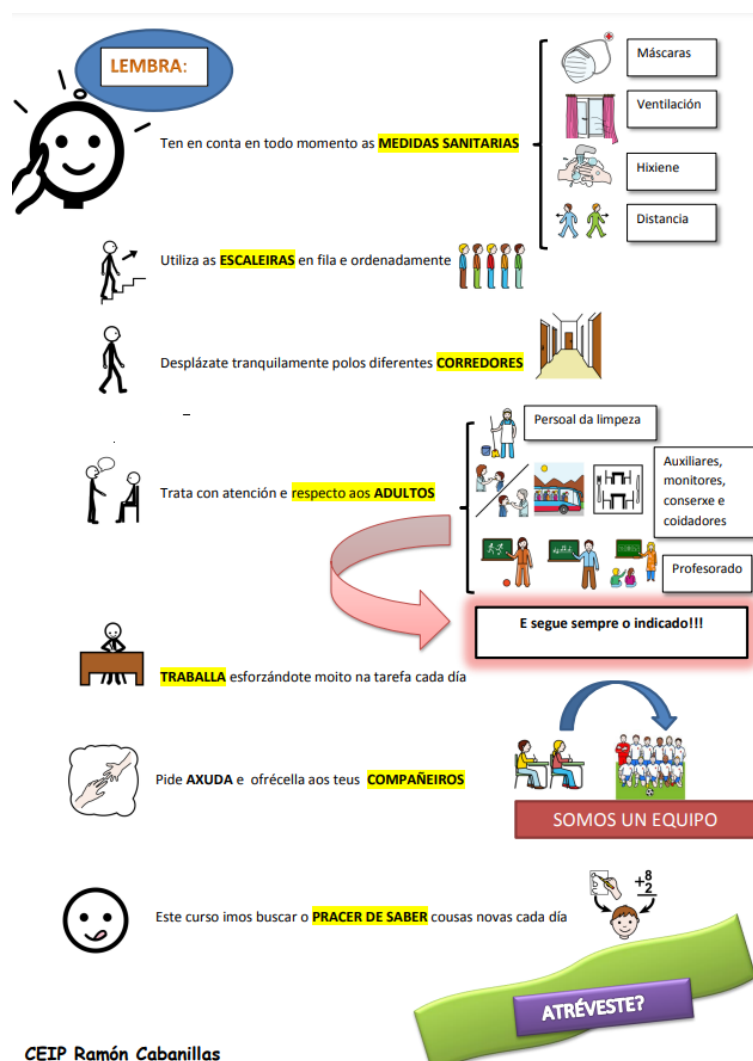 LEMBRA:
Ten en conta en todo momento as MEDIDAS SANITARIAS
Máscaras
Ventilación
Hixiene
Distancia
Utiliza as ESCALEIRAS en fila e ordenadamente
Desplázate tranquilamente polos diferentes CORREDORES
Trata con atención e respecto aos ADULTOS
Persoal da limpeza
Auxiliares,
monitores,
conserxe e
coidadores
Profesorado
E segue sempre o indicado!!!
TRABALLA esforzándote moito na tarefa cada día
Pide AXUDA e ofrécella aos teus COMPAÑEIROS
SOMOS UN EQUIPO
Este curso imos buscar o PRACER DE SABER cousas novas cada día
+8
2
ATRÉVESTE?
CEIP Ramón Cabanillas